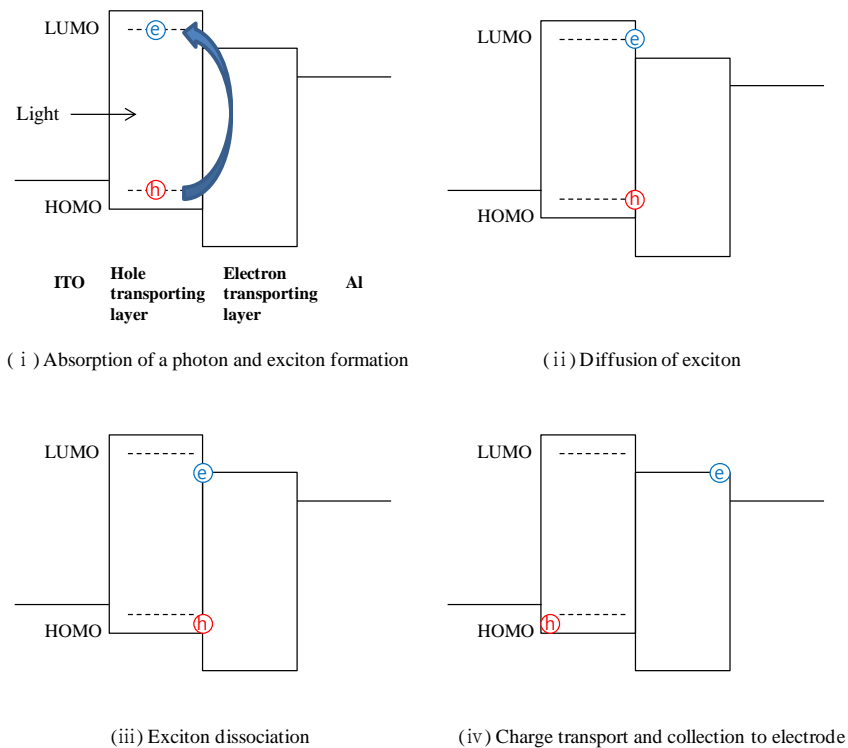 LUMO
e
Light
h
HOMO
ITO
Hole
transporting
layer
Electron
transporting
layer
Al
(ⅰ) Absorption of a photon and exciton formation
LUMO
e
h
HOMO
(ⅱ) Diffusion of exciton
LUMO
e
h
HOMO
(ⅲ) Exciton dissociation
LUMO
e
h
HOMO
(ⅳ) Charge transport and collection to electrode